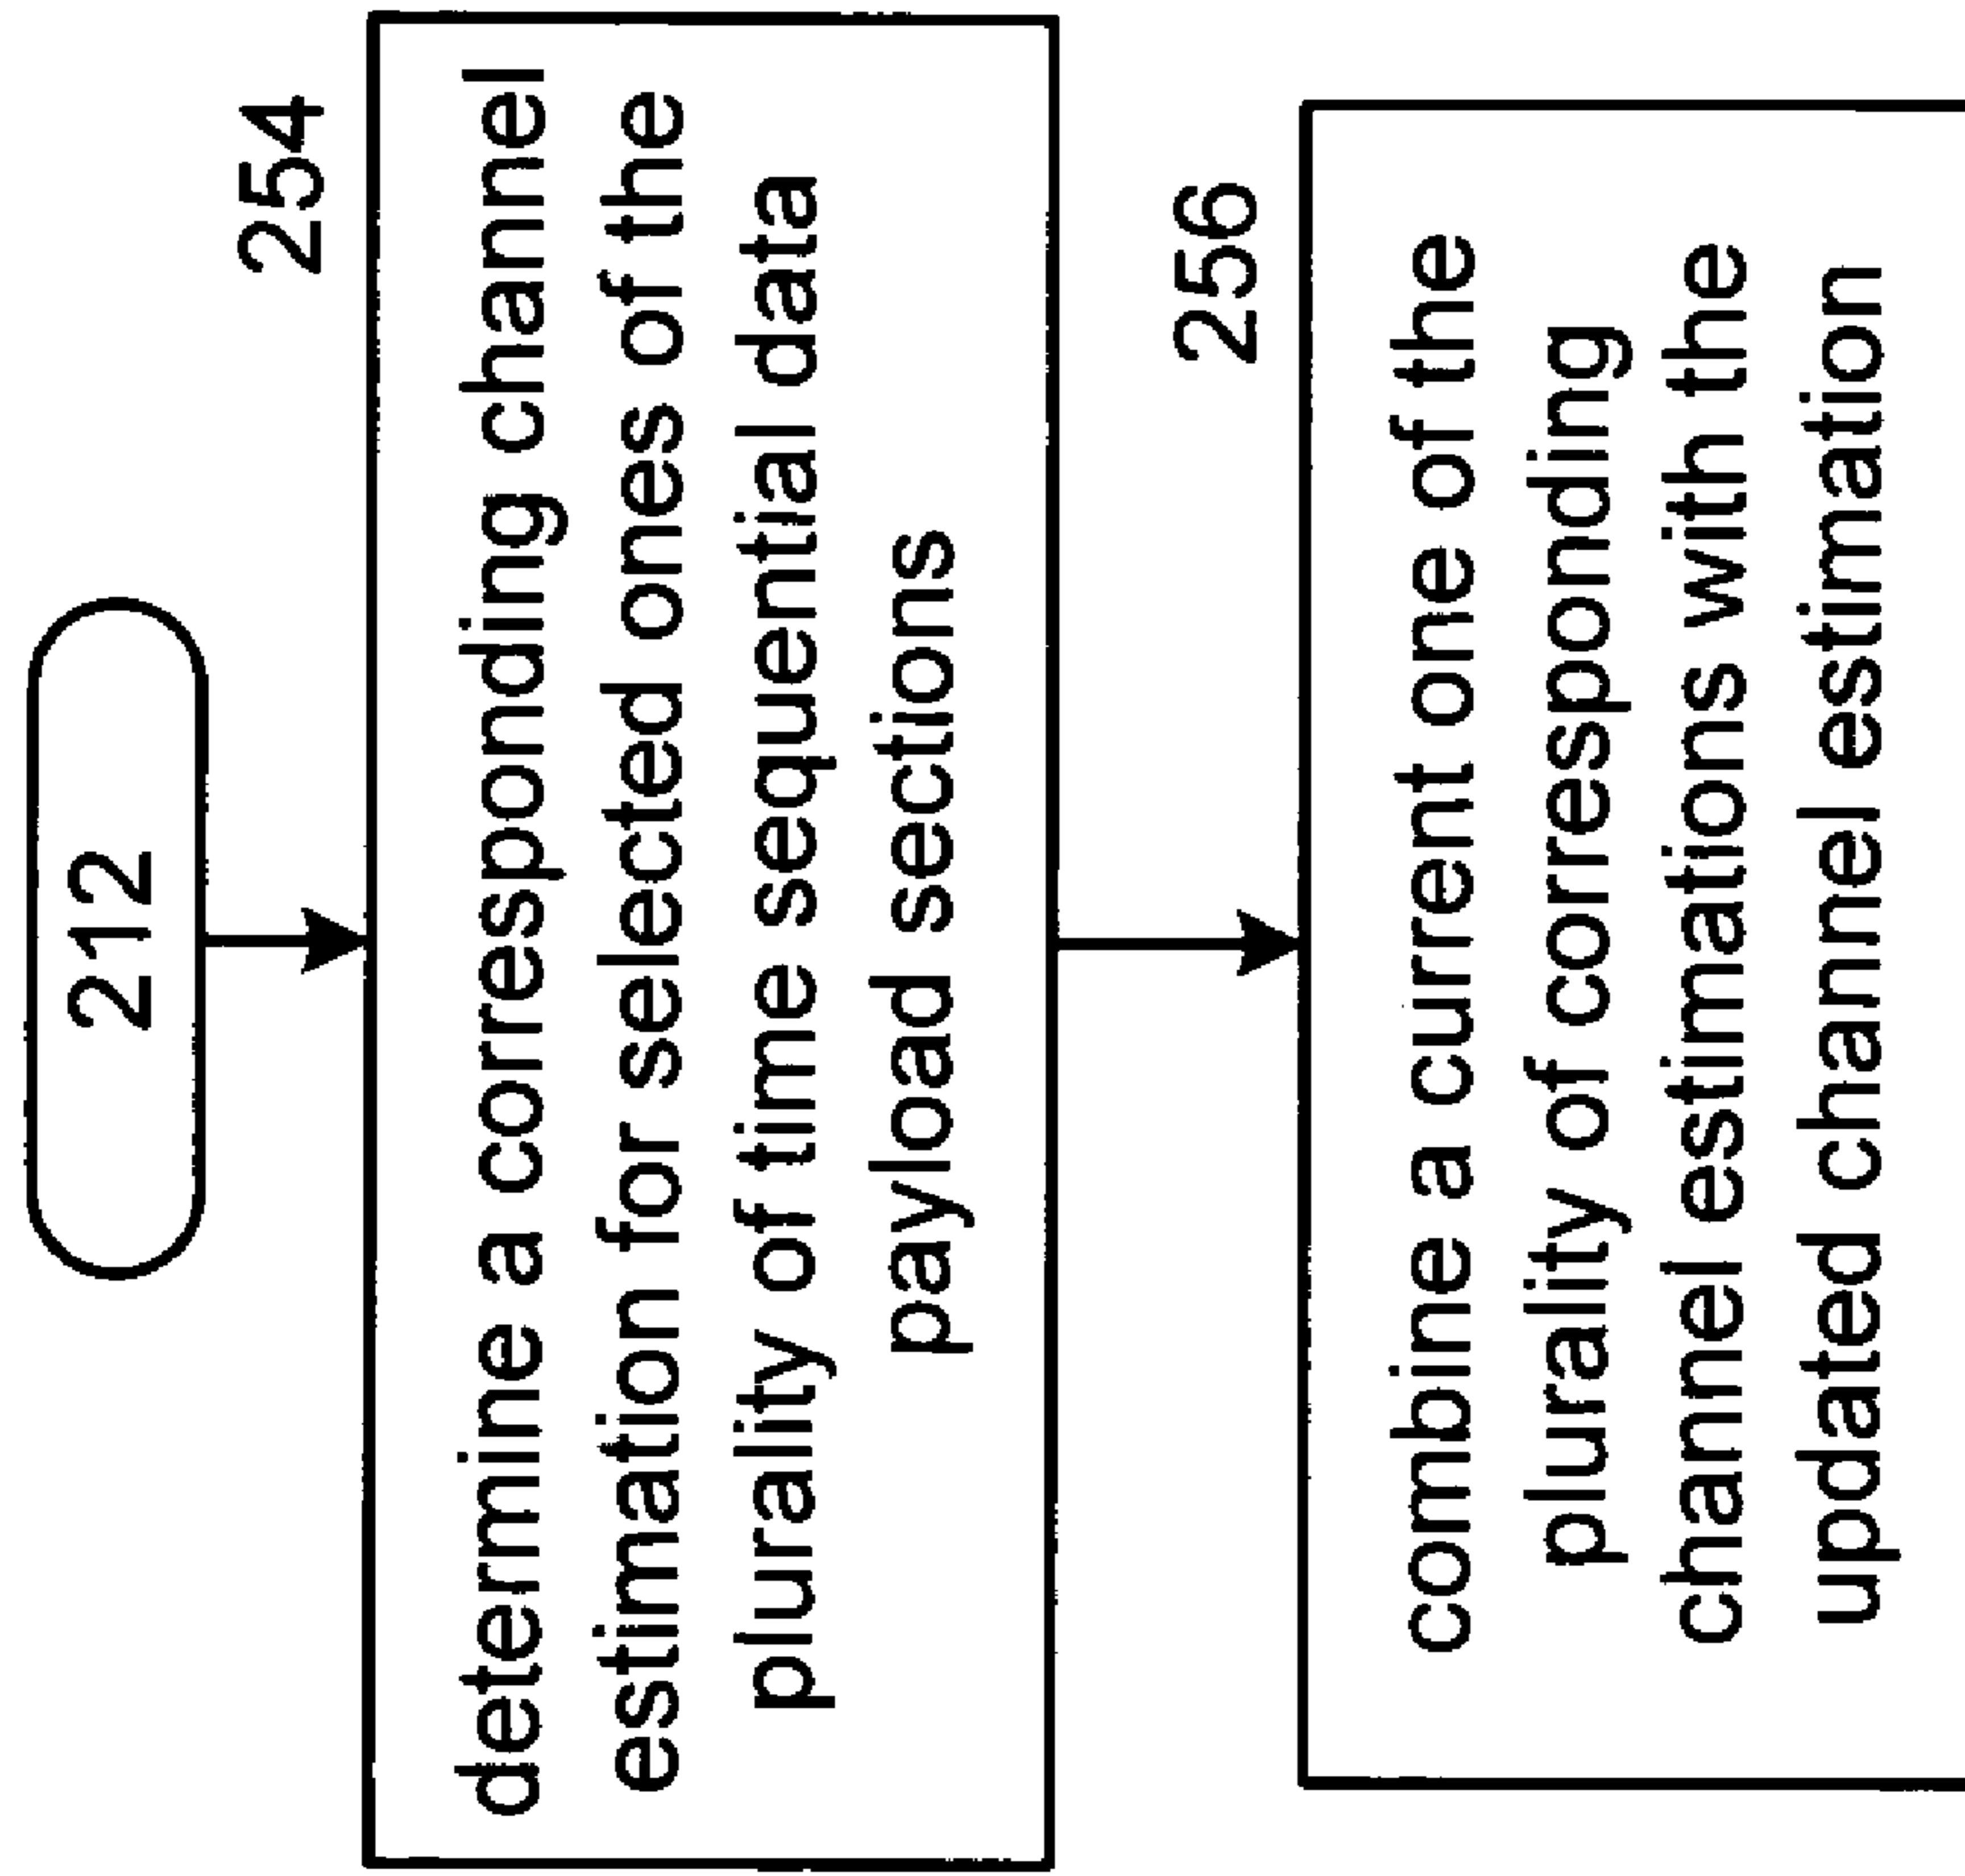 212
254
determine a corresponding channel
estimation for selected ones of the
plurality of time sequential data
payload sections
256
combine a current one of the
plurality of corresponding
channel estimations with the
updated channel estimation